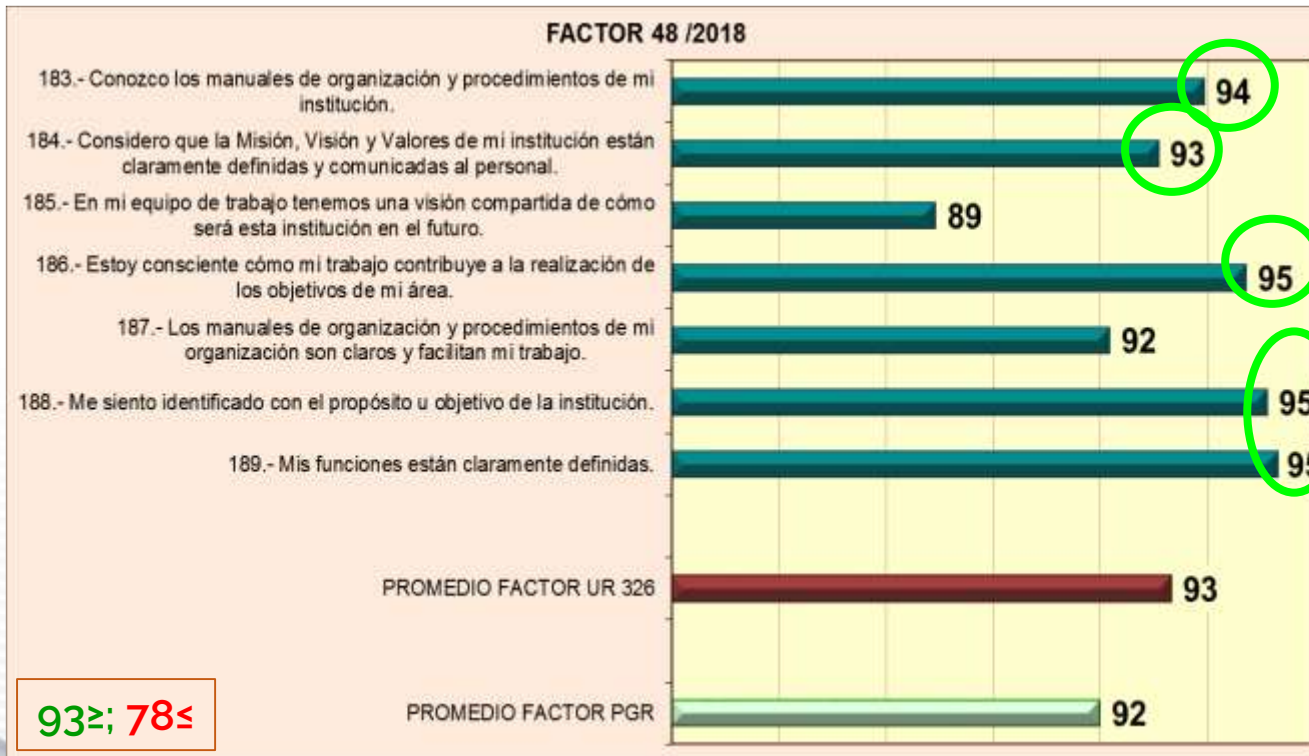 FACTOR 48 /2018
183.- Conozco los manuales de organización y procedimientos de mi
institución.
94
184.- Considero que la Misión, Visión y Valores de mi institución están
claramente definidas y comunicadas al personal.
93
185.- En mi equipo de trabajo tenemos una visión compartida de cómo
será esta institución en el futuro.
89
186.- Estoy consciente cómo mi trabajo contribuye a la realización de
los objetivos de mi área.
95
187.- Los manuales de organización y procedimientos de mi
organización son claros y facilitan mi trabajo.
92
188.- Me siento identificado con el propósito u objetivo de la institución.
95
189.- Mis funciones están claramente definidas.
95
PROMEDIO FACTOR UR 326
93
PROMEDIO FACTOR PGR
92
93≥; 78≤